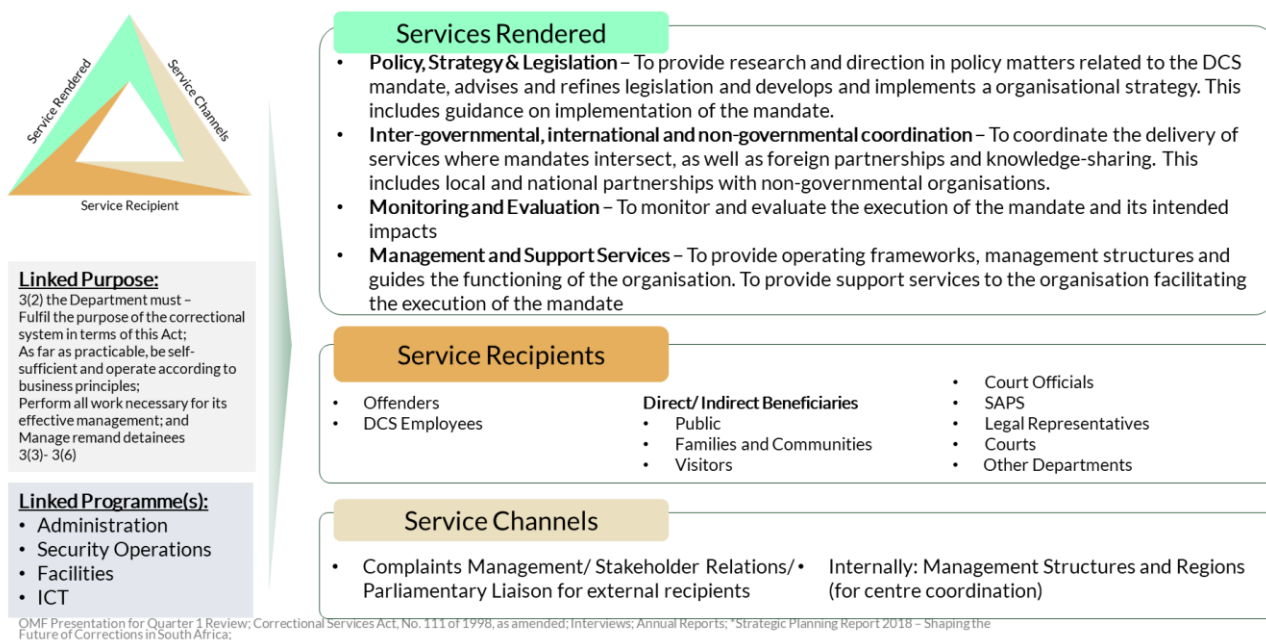 Service Rendered
Service Channels
Service Recipient
Linked Purpose:
3(2) the Department must –
Fulfil the purpose of the correctional
system in terms of this Act;
As far as practicable, be self-
sufficient and operate according to
business principles;
Perform all work necessary for its
effective management; and
Manage remand detainees
3(3)- 3(6)
Linked Programme(s):
• Administration
• Security Operations
• Facilities
• ICT
Services Rendered
• Policy, Strategy & Legislation – To provide research and direction in policy matters related to the DCS
mandate, advises and refines legislation and develops and implements a organisational strategy. This
includes guidance on implementation of the mandate.
• Inter-governmental, international and non-governmental coordination – To coordinate the delivery of
services where mandates intersect, as well as foreign partnerships and knowledge-sharing. This
includes local and national partnerships with non-governmental organisations.
• Monitoring and Evaluation – To monitor and evaluate the execution of the mandate and its intended
impacts
• Management and Support Services – To provide operating frameworks, management structures and
guides the functioning of the organisation. To provide support services to the organisation facilitating
the execution of the mandate
Service Recipients
• Offenders
• DCS Employees
Direct/ Indirect Beneficiaries
• Public
• Families and Communities
• Visitors
• Court Officials
• SAPS
• Legal Representatives
• Courts
• Other Departments
Service Channels
• Complaints Management/ Stakeholder Relations/
Parliamentary Liaison for external recipients
• Internally: Management Structures and Regions
(for centre coordination)
OMF Presentation for Quarter 1 Review; Correctional Services Act, No. 111 of 1998, as amended; Interviews; Annual Reports; *Strategic Planning Report 2018 – Shaping the
Future of Corrections in South Africa;